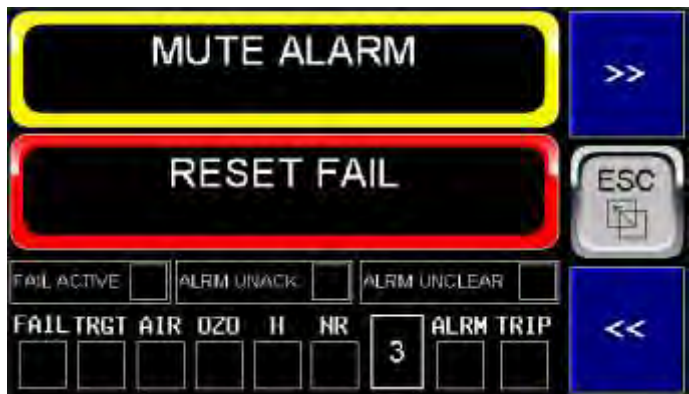 MUTE ALARM
>>
RESET FAIL
ESC
FAIL ACTIVE ALRM UNACK ALRM UNCLEAR
FAIL TRGT AIR OZO H NR 3 ALRM TRIP
<<